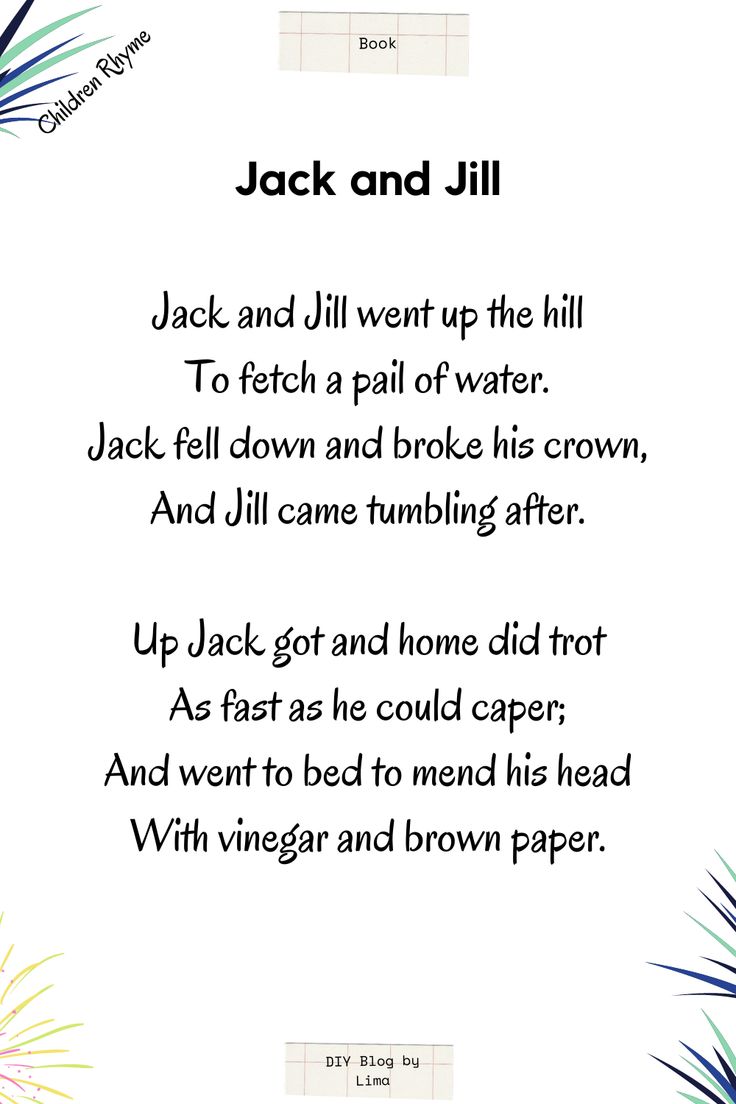 Book
Children Rhyme
Jack and Jill
Jack and Jill went up the hill
To fetch a pail of water.
Jack fell down and broke his crown,
And Jill came tumbling after.
Up Jack got and home did trot
As fast as he could caper;
And went to bed to mend his head
With vinegar and brown paper.
DIY Blog by
Lima